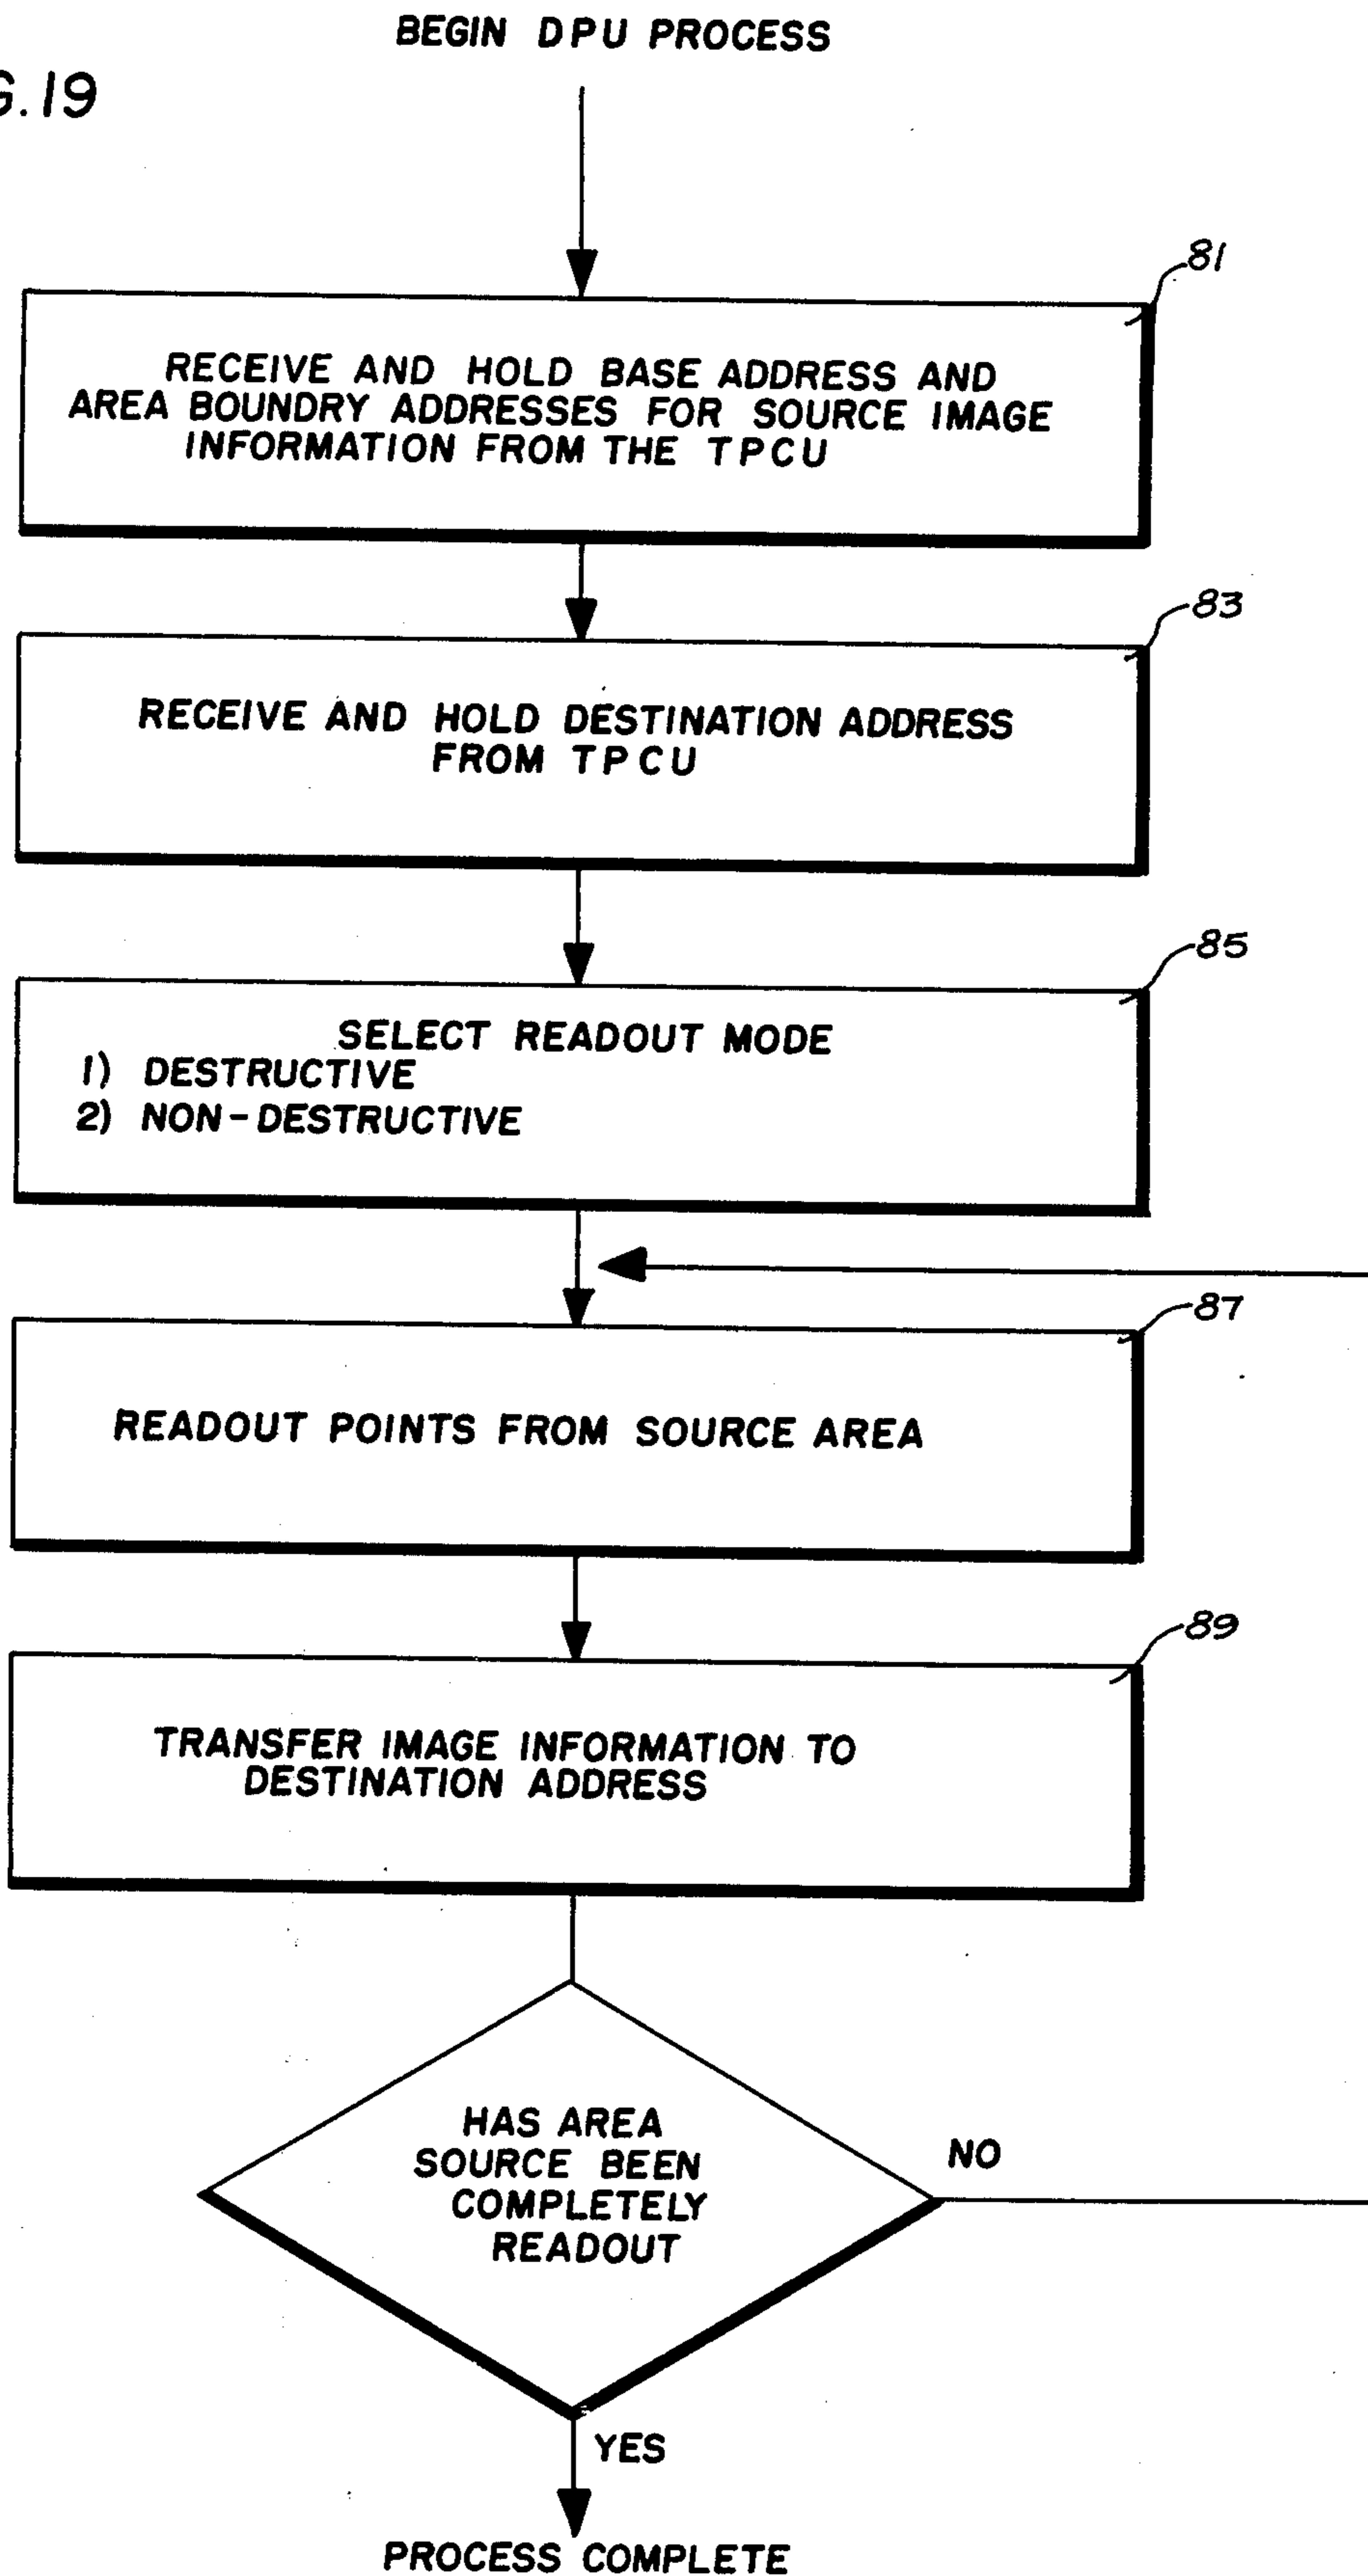 BEGIN DPU PROCESS
G.19
81
RECEIVE AND HOLD BASE ADDRESS AND
AREA BOUNDRY ADDRESSES FOR SOURCE IMAGE
INFORMATION FROM THE TPCU
83
RECEIVE AND HOLD DESTINATION ADDRESS
FROM TPCU
85
SELECT READOUT MODE
1) DESTRUCTIVE
2) NON-DESTRUCTIVE
87
READOUT POINTS FROM SOURCE AREA
89
TRANSFER IMAGE INFORMATION TO
DESTINATION ADDRESS
HAS AREA
SOURCE BEEN
COMPLETELY
READOUT
NO
YES
PROCESS COMPLETE